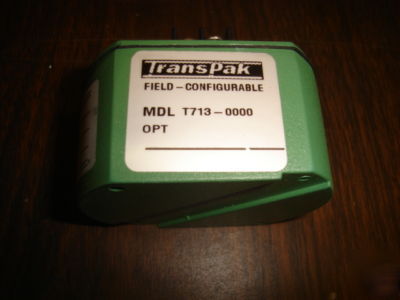 TransPak
FIELD-CONFIGURABLE
MDL T713-0000
OPT